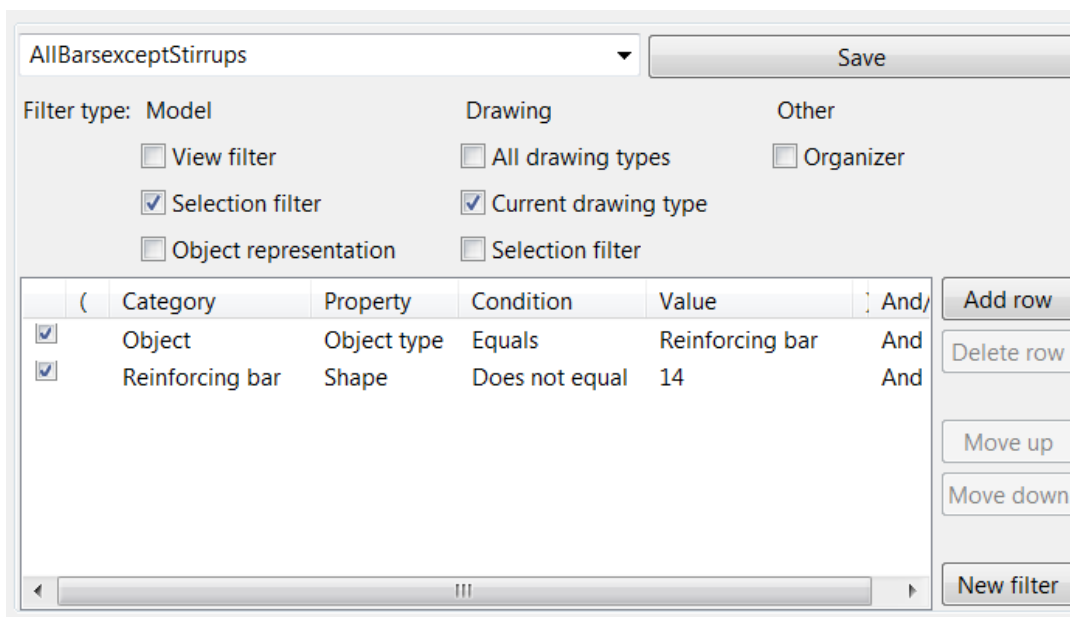 AllBarsexceptStirrups Save
Filter type: Model Drawing Other
View filter All drawing types Organizer
Selection filter Current drawing type
Object representation Selection filter
( Category Property Condition Value ) And/ Add row
Object Object type Equals Reinforcing bar And Delete row
Reinforcing bar Shape Does not equal 14 And
Move up
Move down
New filter